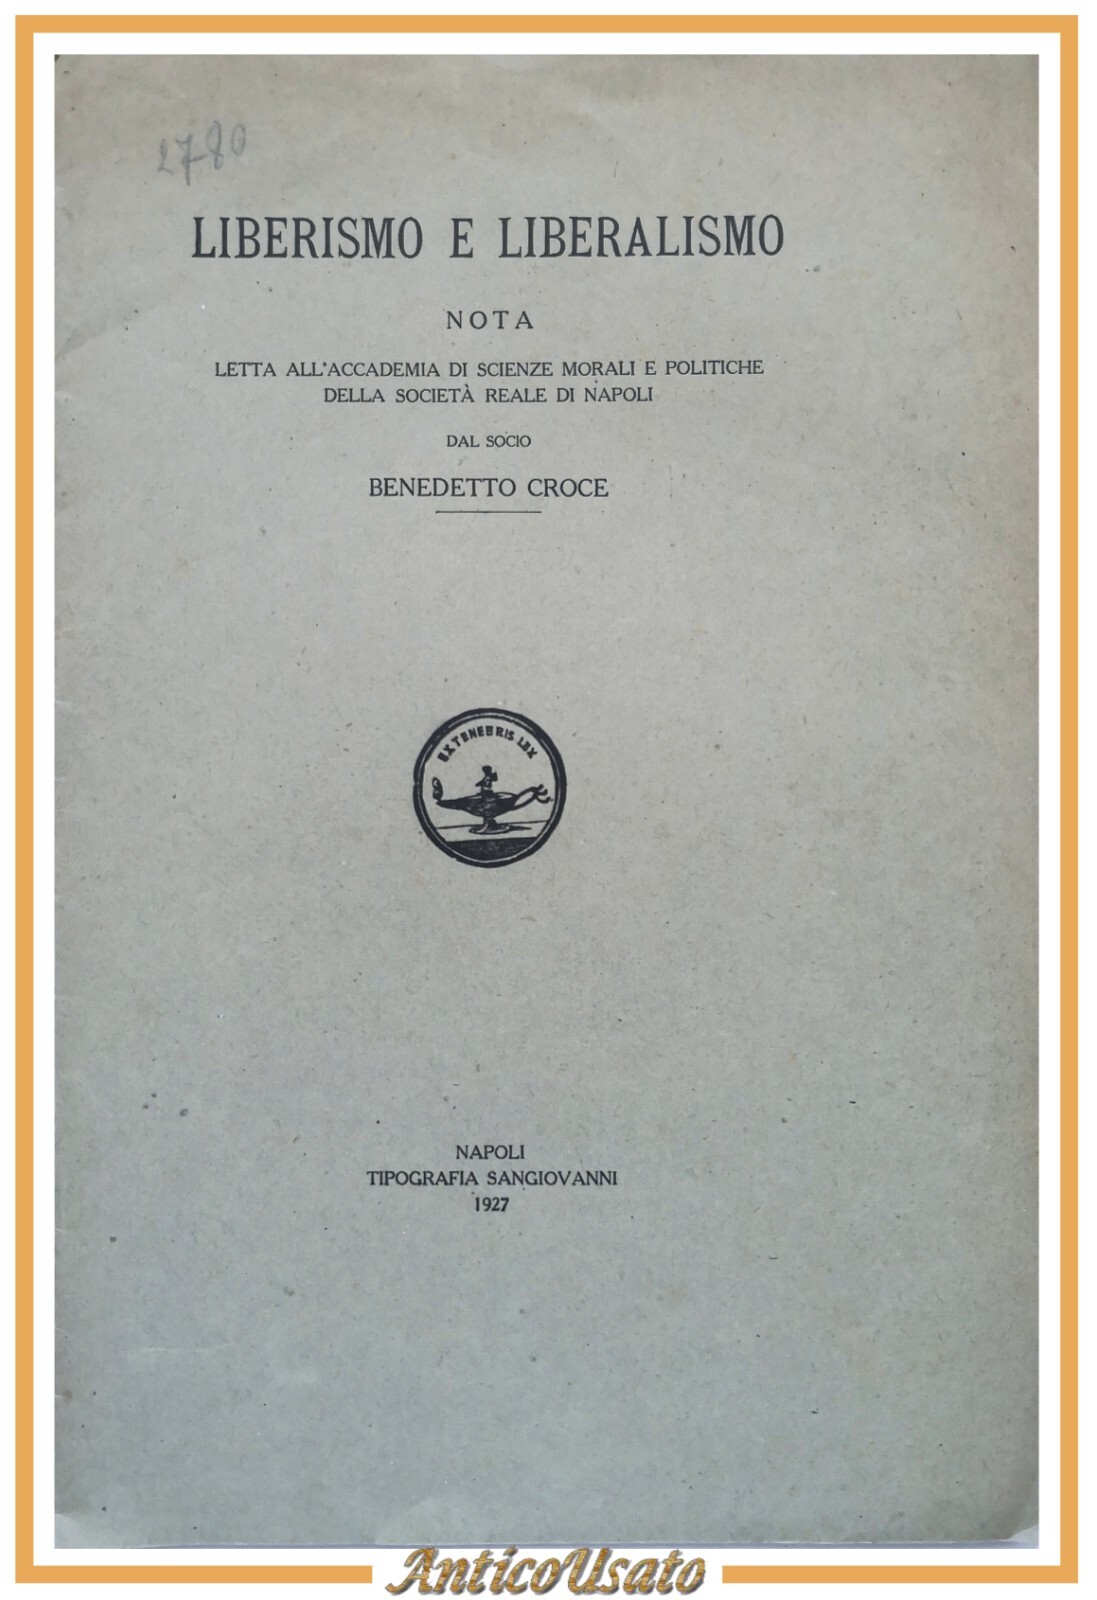 2780
LIBERISMO E LIBERALISMO
NOTA
LETTA ALL'ACCADEMIA DI SCIENZE MORALI E POLITICHE
DELLA SOCIETÀ REALE DI NAPOLI
DAL SOCIO
BENEDETTO CROCE
EX TENEBRIS LUX
NAPOLI
TIPOGRAFIA SANGIOVANNI
1927
AnticoUsato